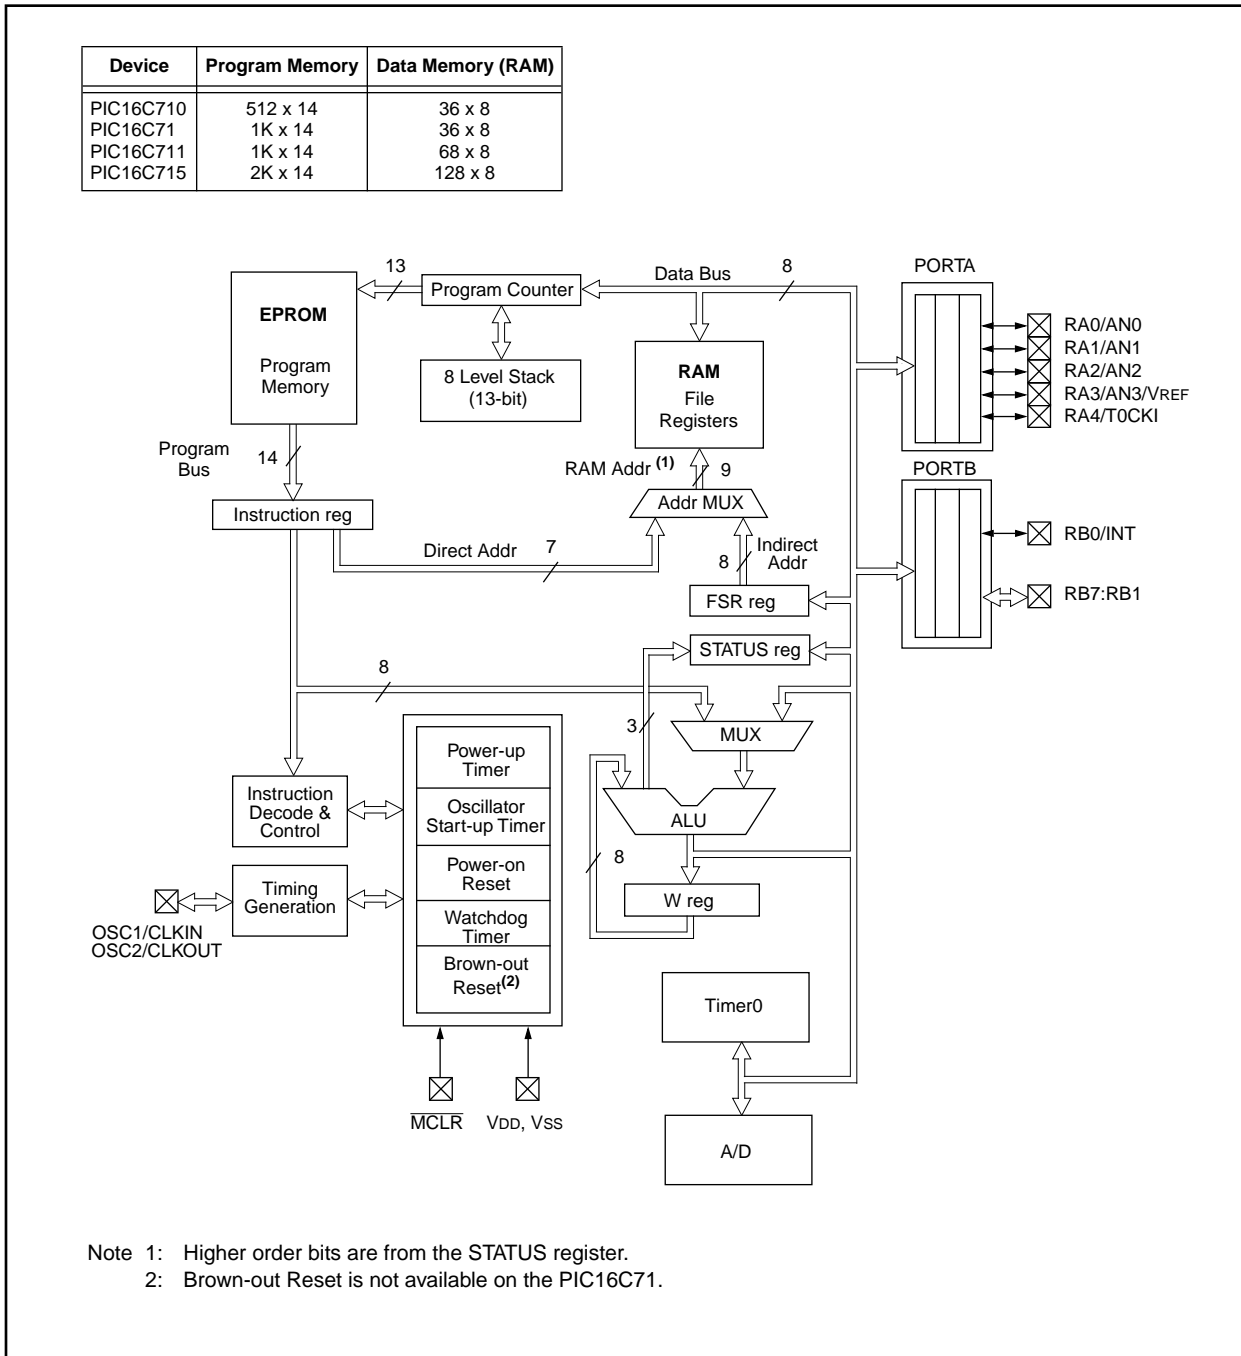 Device Program Memory Data Memory (RAM)
PIC16C710 512 x 14 36 x 8
PIC16C71 1K x 14 36 x 8
PIC16C711 1K x 14 68 x 8
PIC16C715 2K x 14 128 x 8
EPROM
Program
Memory
13
Program Counter
Data Bus
8
8 Level Stack
(13-bit)
RAM
File
Registers
PORTA
RA0/AN0
RA1/AN1
RA2/AN2
RA3/AN3/VREF
RA4/T0CKI
Program
Bus
14
RAM Addr (1)
9
Addr MUX
PORTB
RB0/INT
RB7:RB1
Instruction reg
Direct Addr
7
8
Indirect
Addr
FSR reg
STATUS reg
8
3
MUX
ALU
8
W reg
Power-up
Timer
Oscillator
Start-up Timer
Power-on
Reset
Watchdog
Timer
Brown-out
Reset(2)
Instruction
Decode &
Control
Timing
Generation
OSC1/CLKIN
OSC2/CLKOUT
MCLR
VDD, VSS
Timer0
A/D
Note 1: Higher order bits are from the STATUS register.
2: Brown-out Reset is not available on the PIC16C71.